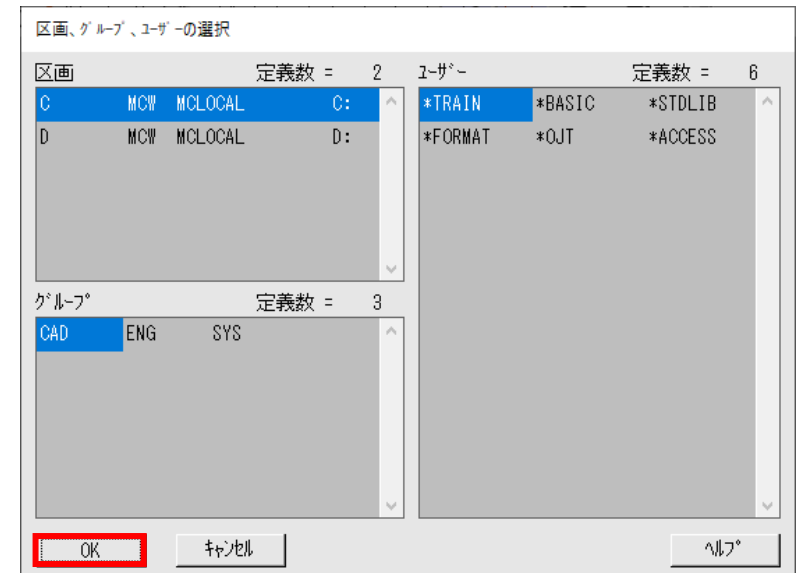 区画、ｸﾞﾙｰﾌﾟ、ﾕｰｻﾞｰの選択
区画 定義数 = 2
C MCW MCLOCAL C:
D MCW MCLOCAL D:
ｸﾞﾙｰﾌﾟ 定義数 = 3
CAD ENG SYS
ﾕｰｻﾞｰ 定義数 = 6
*TRAIN *BASIC *STDLIB
*FORMAT *OJT *ACCESS
OK ｷｬﾝｾﾙ ﾍﾙﾌﾟ